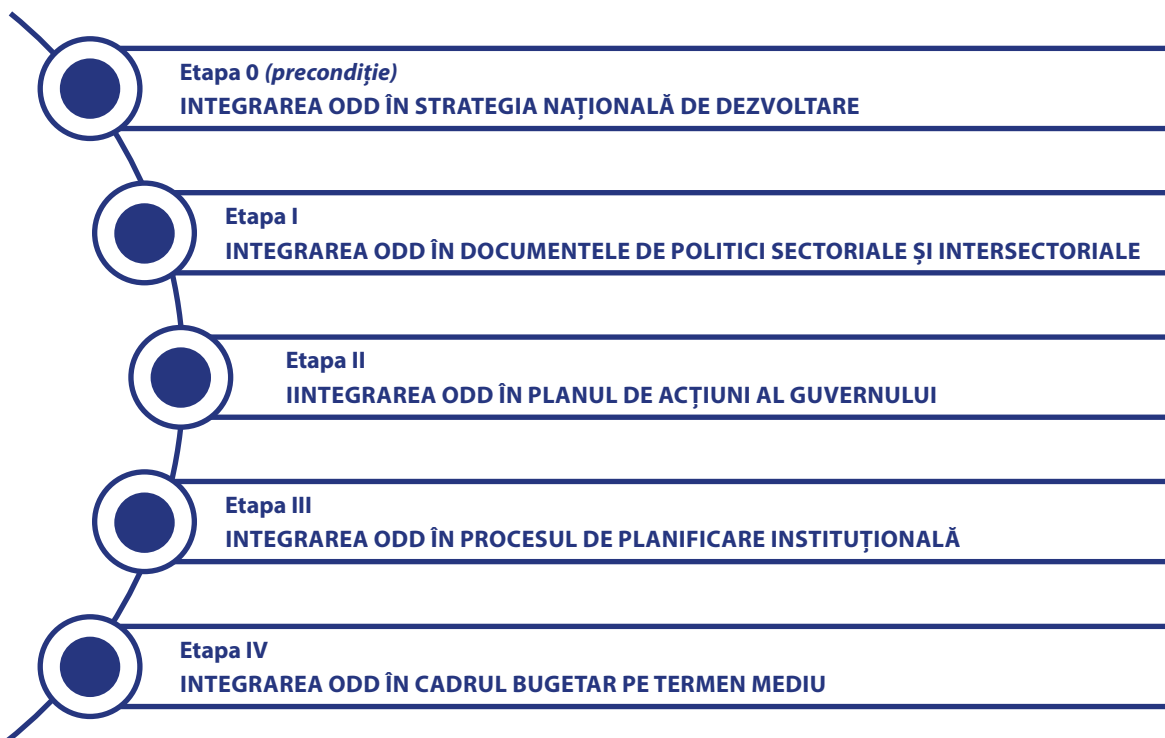 Etapa 0 (precondiție)
INTEGRAREA ODD ÎN STRATEGIA NAȚIONALĂ DE DEZVOLTARE
Etapa I
INTEGRAREA ODD ÎN DOCUMENTELE DE POLITICI SECTORIALE ȘI INTERSECTORIALE
Etapa II
IINTEGRAREA ODD ÎN PLANUL DE ACȚIUNI AL GUVERNULUI
Etapa III
INTEGRAREA ODD ÎN PROCESUL DE PLANIFICARE INSTITUȚIONALĂ
Etapa IV
INTEGRAREA ODD ÎN CADRUL BUGETAR PE TERMEN MEDIU